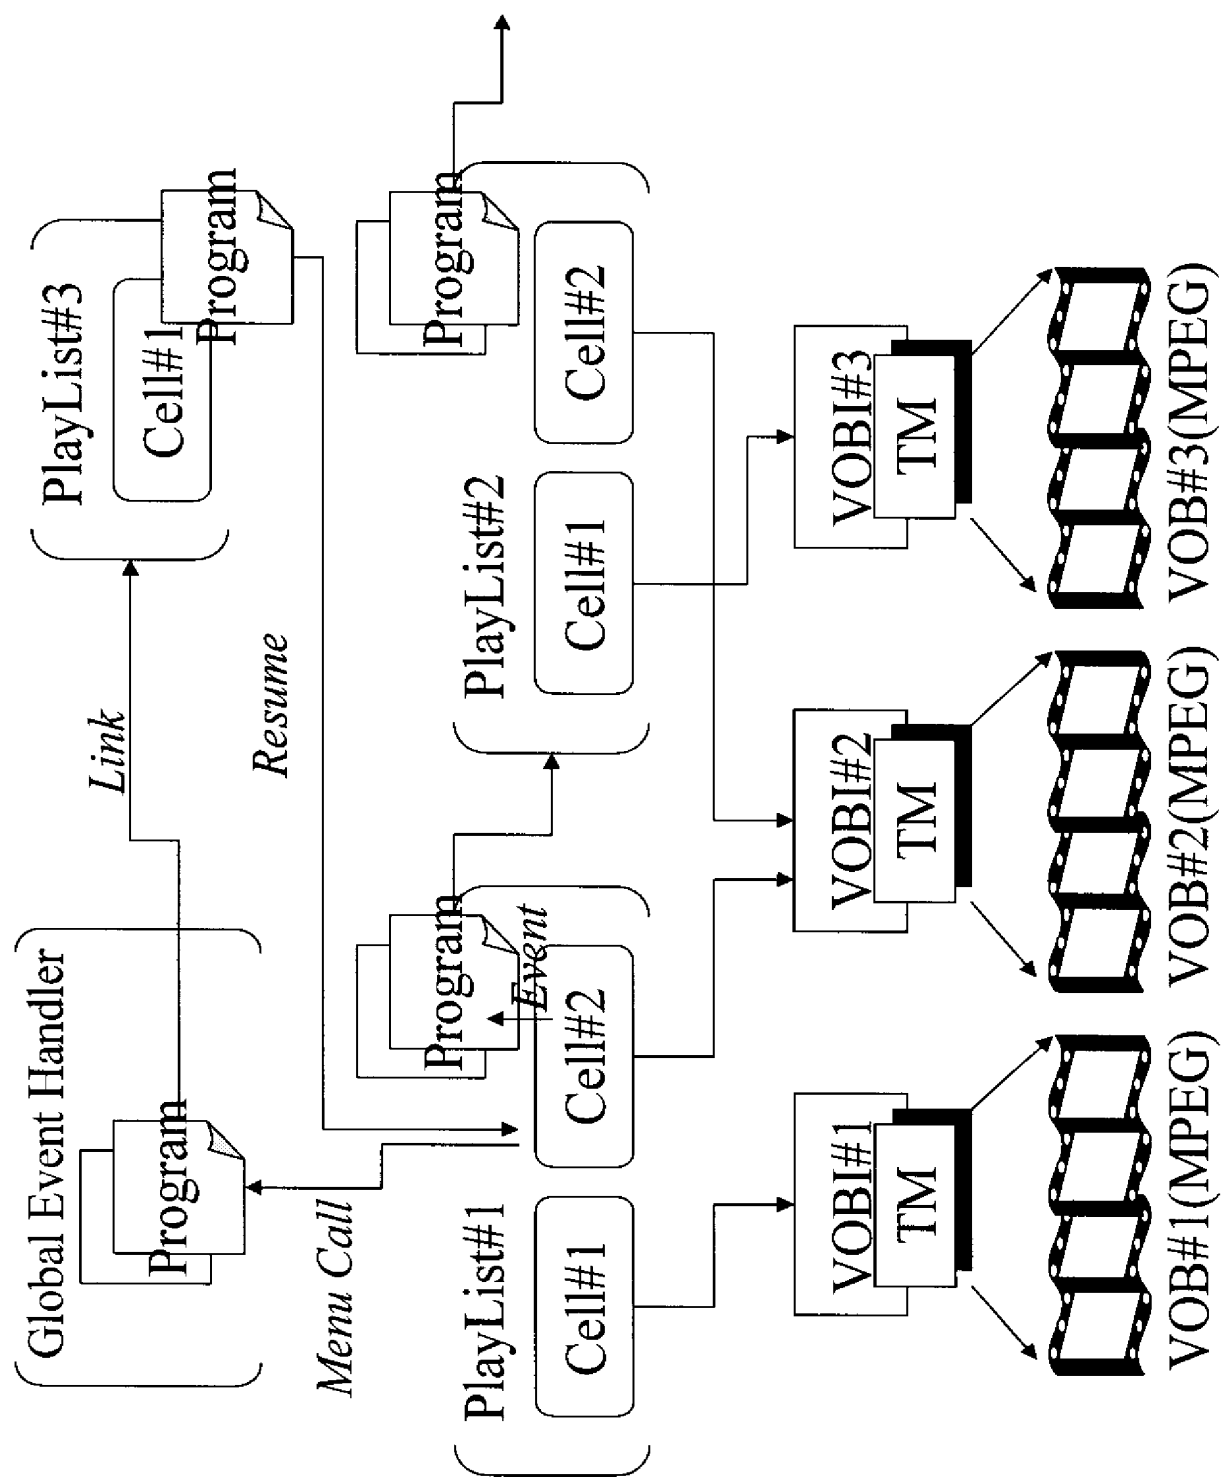 Global Event Handler
Program
Link
PlayList#3
Cell#1
Program
Menu Call
Resume
PlayList#1
Cell#1
Cell#2
Program
Event
PlayList#2
Cell#1
Cell#2
Program
VOBI#1
TM
VOBI#2
TM
VOBI#3
TM
VOB#1(MPEG)
VOB#2(MPEG)
VOB#3(MPEG)